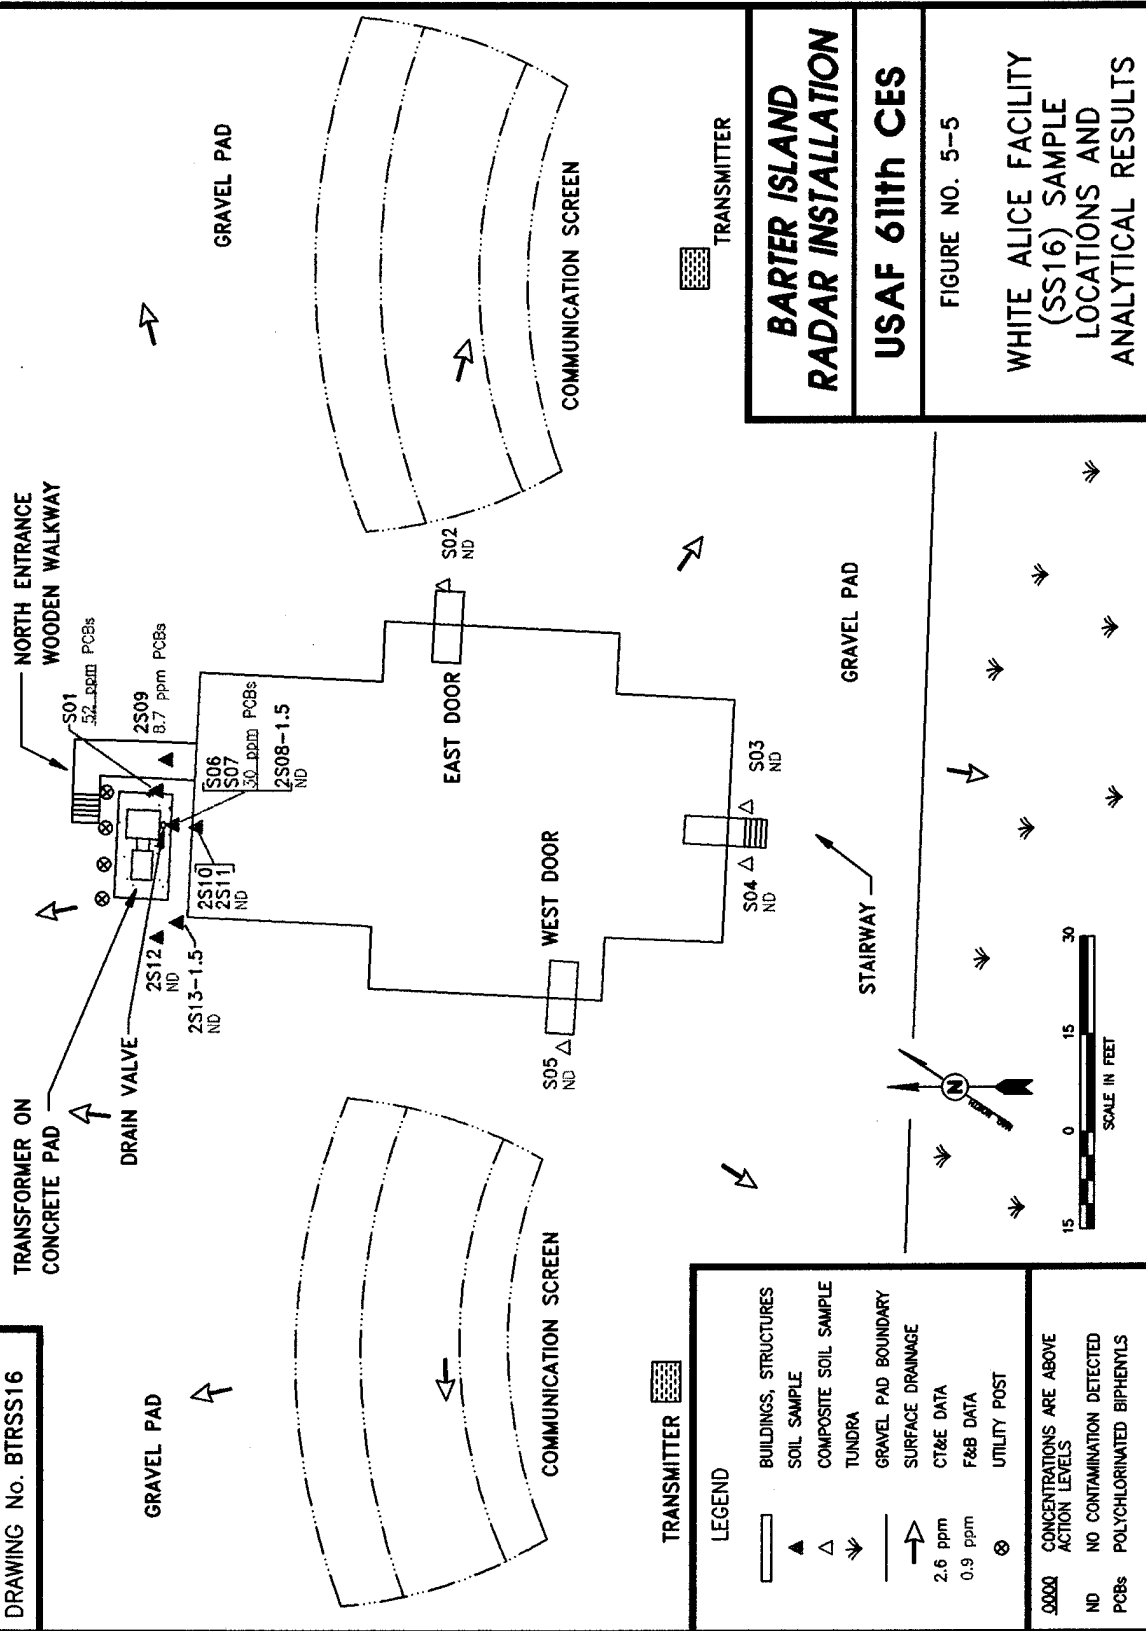 DRAWING No. BTRSS16
TRANSFORMER ON
CONCRETE PAD
DRAIN VALVE
NORTH ENTRANCE
WOODEN WALKWAY
S01
52 ppm PCBs
2S09
8.7 ppm PCBs
S06
S07
30 ppm PCBs
2S08-1.5
ND
2S10
2S11
ND
2S12
ND
2S13-1.5
ND
GRAVEL PAD
GRAVEL PAD
COMMUNICATION SCREEN
COMMUNICATION SCREEN
S02
ND
EAST DOOR
WEST DOOR
S05
ND
S03
ND
S04
ND
STAIRWAY
GRAVEL PAD
TRANSMITTER
TRANSMITTER
N
15
0
15
30
SCALE IN FEET
LEGEND
BUILDINGS, STRUCTURES
SOIL SAMPLE
COMPOSITE SOIL SAMPLE
TUNDRA
GRAVEL PAD BOUNDARY
SURFACE DRAINAGE
2.6 ppm CT&E DATA
0.9 ppm F&B DATA
UTILITY POST
0000 CONCENTRATIONS ARE ABOVE
ACTION LEVELS
ND NO CONTAMINATION DETECTED
PCBs POLYCHLORINATED BIPHENYLS
BARTER ISLAND
RADAR INSTALLATION
USAF 611th CES
FIGURE NO. 5-5
WHITE ALICE FACILITY
(SS16) SAMPLE
LOCATIONS AND
ANALYTICAL RESULTS